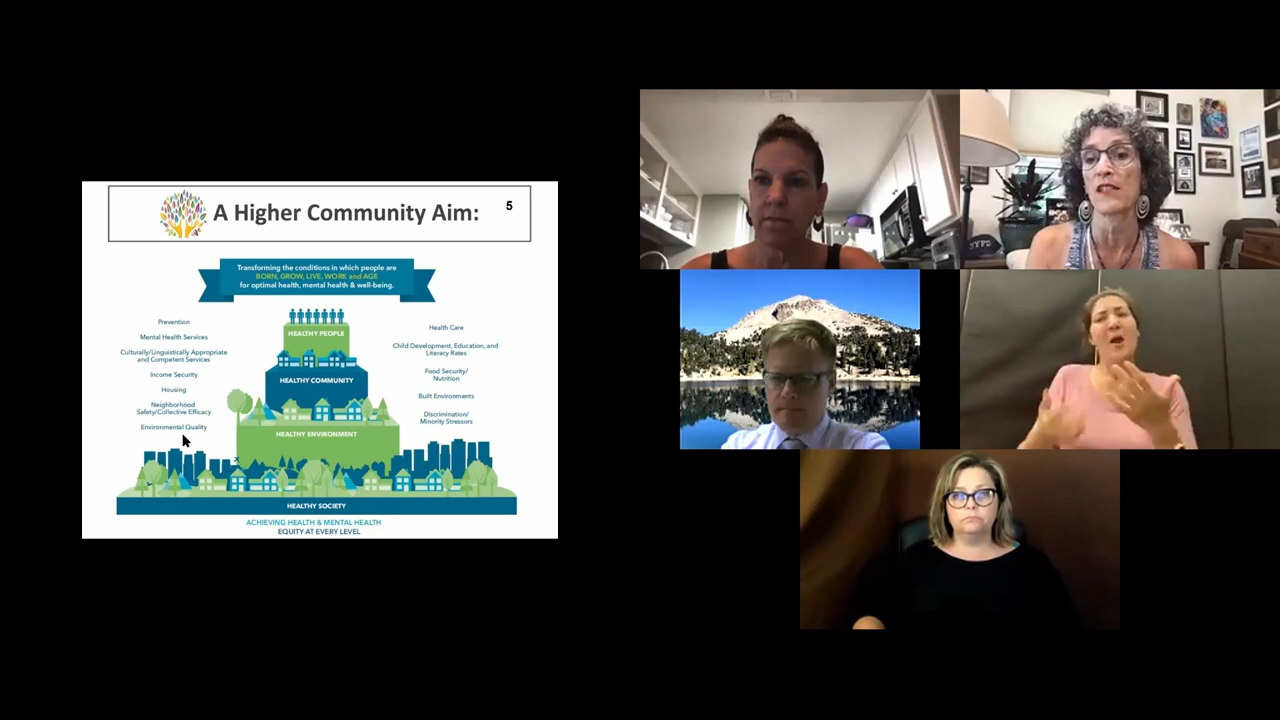 A Higher Community Aim:
5
Transforming the conditions in which people are
BORN, GROW, LIVE, WORK and AGE
for optimal health, mental health & well-being.
Prevention
Mental Health Services
Culturally/Linguistically Appropriate
and Competent Services
Income Security
Housing
Neighborhood
Safety/Collective Efficacy
Environmental Quality
HEALTHY PEOPLE
HEALTHY COMMUNITY
HEALTHY ENVIRONMENT
HEALTHY SOCIETY
Health Care
Child Development, Education, and
Literacy Rates
Food Security/
Nutrition
Built Environments
Discrimination/
Minority Stressors
ACHIEVING HEALTH & MENTAL HEALTH
EQUITY AT EVERY LEVEL
NYPD